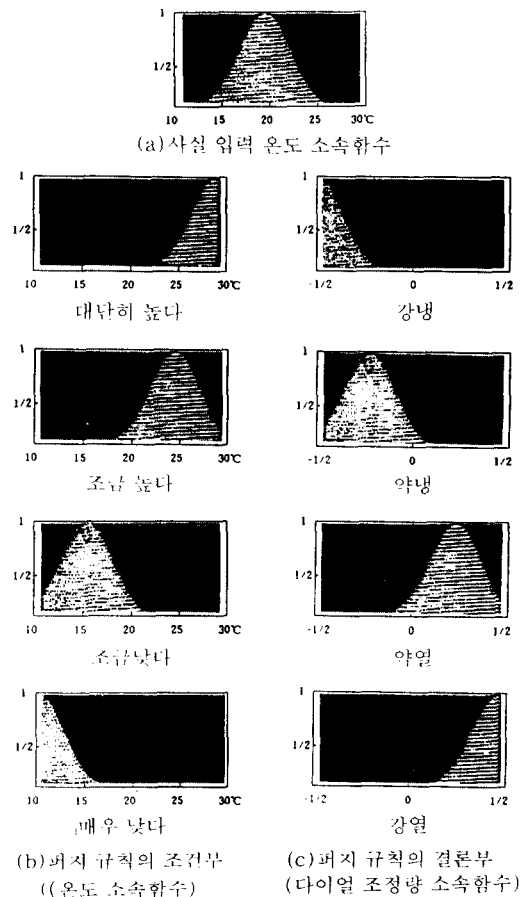 1
1/2
10 15 20 25 30℃
(a)사실 입력 온도 소속함수
1
1/2
10 15 20 25 30℃
대단히 높다
1
1/2
-1/2 0 1/2
강냉
1
1/2
10 15 20 25 30℃
조금 높다
1
1/2
-1/2 0 1/2
약냉
1
1/2
10 15 20 25 30℃
조금낮다
1
1/2
-1/2 0 1/2
약열
1
1/2
10 15 20 25 30℃
매우 낮다
1
1/2
-1/2 0 1/2
강열
(b)퍼지 규칙의 조건부
((온도 소속함수)
(c)퍼지 규칙의 결론부
(다이얼 조정량 소속함수)